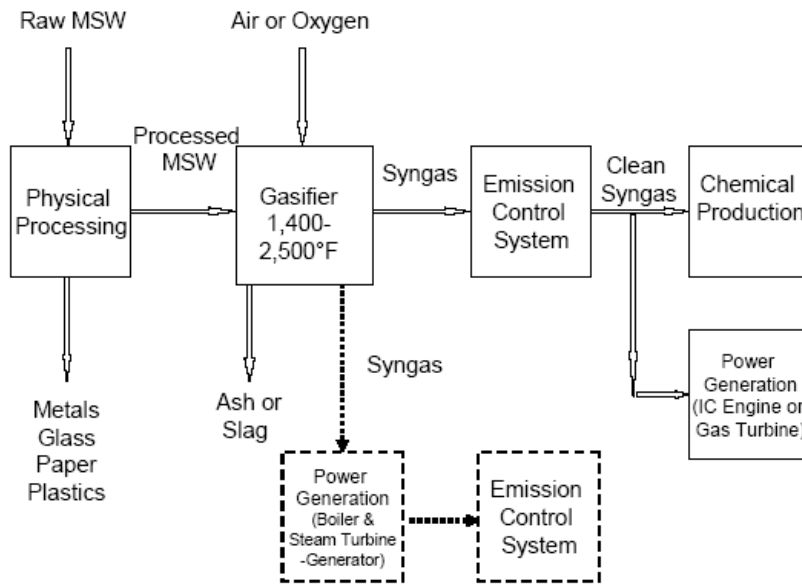 Raw MSW
Air or Oxygen
Processed
MSW
Physical
Processing
Gasifier
1,400-
2,500°F
Syngas
Emission
Control
System
Clean
Syngas
Chemical
Production
Metals
Glass
Paper
Plastics
Ash or
Slag
Syngas
Power
Generation
(IC Engine or
Gas Turbine)
Power
Generation
(Boiler &
Steam Turbine
-Generator)
Emission
Control
System